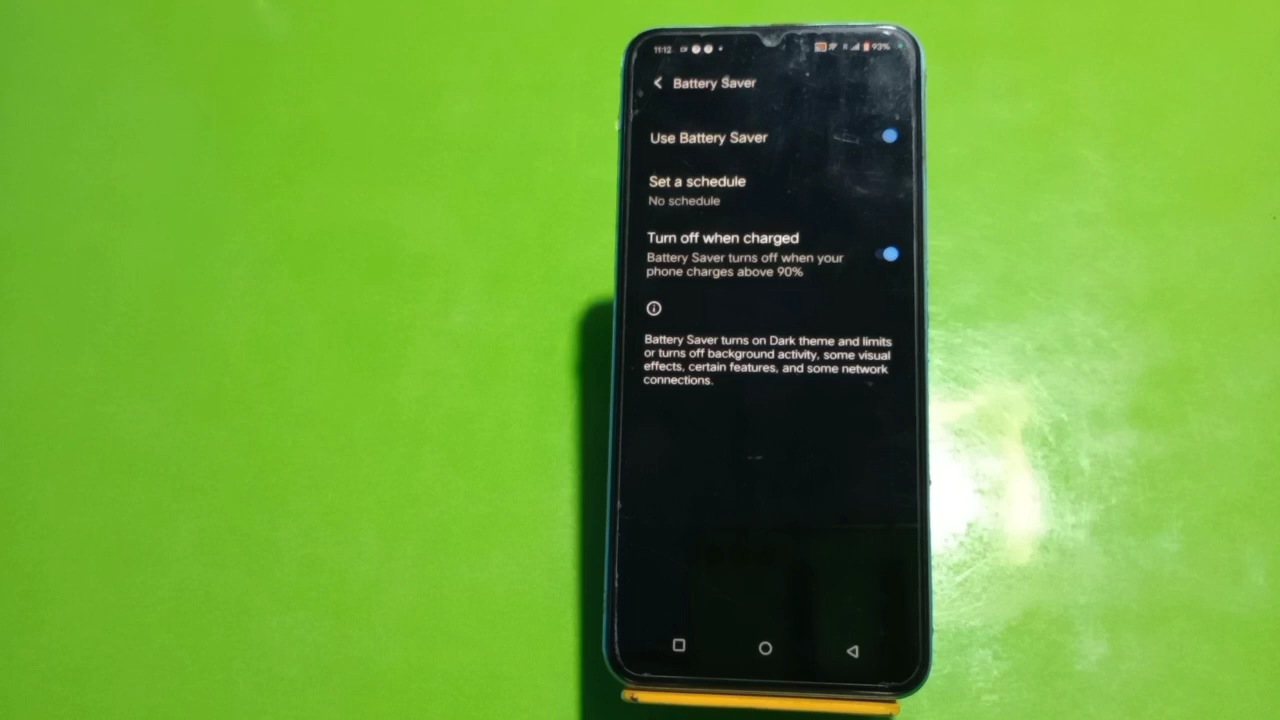 11:12 93%
Battery Saver
Use Battery Saver
Set a schedule
No schedule
Turn off when charged
Battery Saver turns off when your
phone charges above 90%
Battery Saver turns on Dark theme and limits
or turns off background activity, some visual
effects, certain features, and some network
connections.